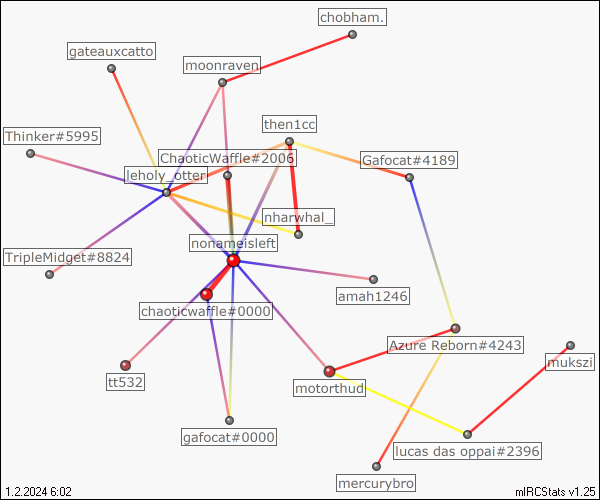 chobham.
gateauxcatto
moonraven
then1cc
Thinker#5995
ChaoticWaffle#2006
Gafocat#4189
leholy_otter
nharwhal_
nonameisleft
TripleMidget#8824
amah1246
chaoticwaffle#0000
Azure Reborn#4243
mukszi
tt532
motorthud
gafocat#0000
lucas das oppai#2396
mercurybro
1.2.2024 6:02
mIRCStats v1.25